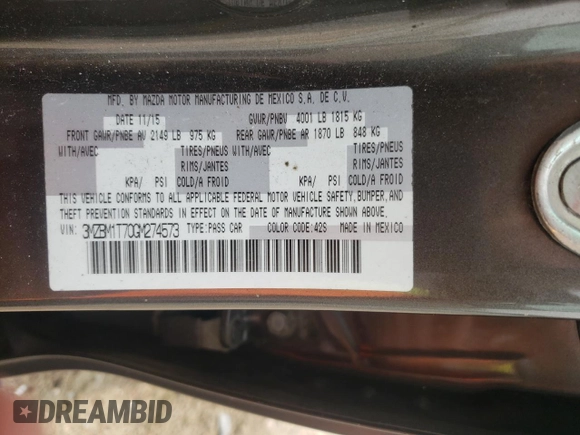 MFD. BY MAZDA MOTOR MANUFACTURING DE MEXICO S.A. DE C.V.
DATE 11/15 GVWR/PNBV 4001 LB 1815 KG
FRONT GAWR/PNBE AV 2149 LB 975 KG REAR GAWR/PNBE AR 1870 LB 848 KG
WITH/AVEC TIRES/PNEUS WITH/AVEC TIRES/PNEUS
RIMS/JANTES RIMS/JANTES
KPA/ PSI COLD/A FROID KPA/ PSI COLD/A FROID
THIS VEHICLE CONFORMS TO ALL APPLICABLE FEDERAL MOTOR VEHICLE SAFETY, BUMPER, AND
THEFT PREVENTION STANDARDS IN EFFECT ON THE DATE OF MANUFACTURE SHOWN ABOVE.
VIN: 3MZBM1T70GM274573 TYPE:PASS CAR COLOR CODE:42S MADE IN MEXICO
DREAMBID